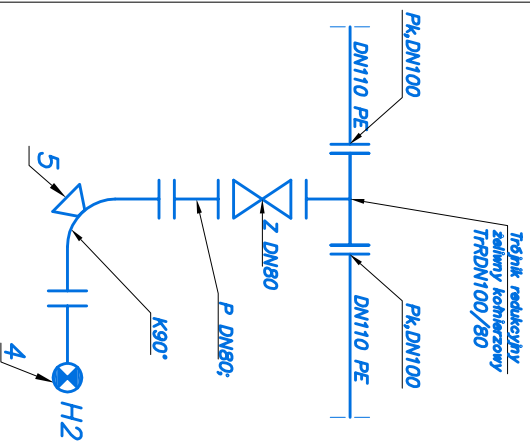 Trójnik redukcyjny
żeliwny kołnierzowy
TrRDN100/80
Pk,DN100
DN110 PE
Pk,DN100
DN110 PE
Z DN80
P DN80;
K90°
5
4
H2